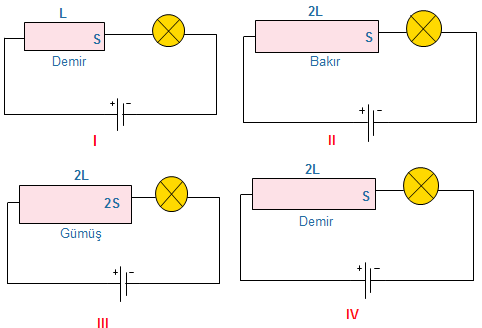 L
S
Demir
+ −
I
2L
S
Bakır
+ −
II
2L
2S
Gümüş
+ −
III
2L
S
Demir
+ −
IV